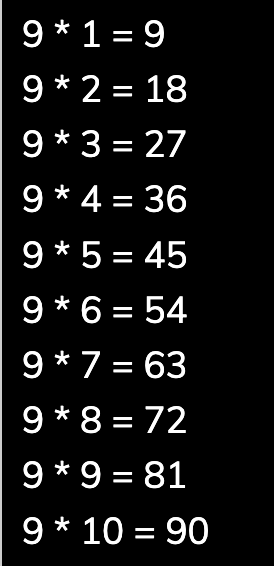 9 * 1 = 9
9 * 2 = 18
9 * 3 = 27
9 * 4 = 36
9 * 5 = 45
9 * 6 = 54
9 * 7 = 63
9 * 8 = 72
9 * 9 = 81
9 * 10 = 90